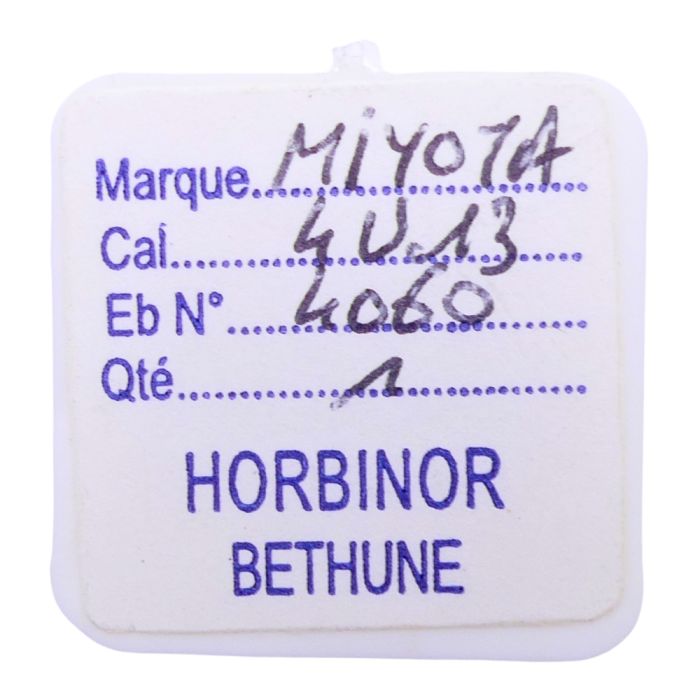 Marque..MIYOTA
Cal...4U.13
Eb N°...4060
Qté...1
HORBINOR
BETHUNE